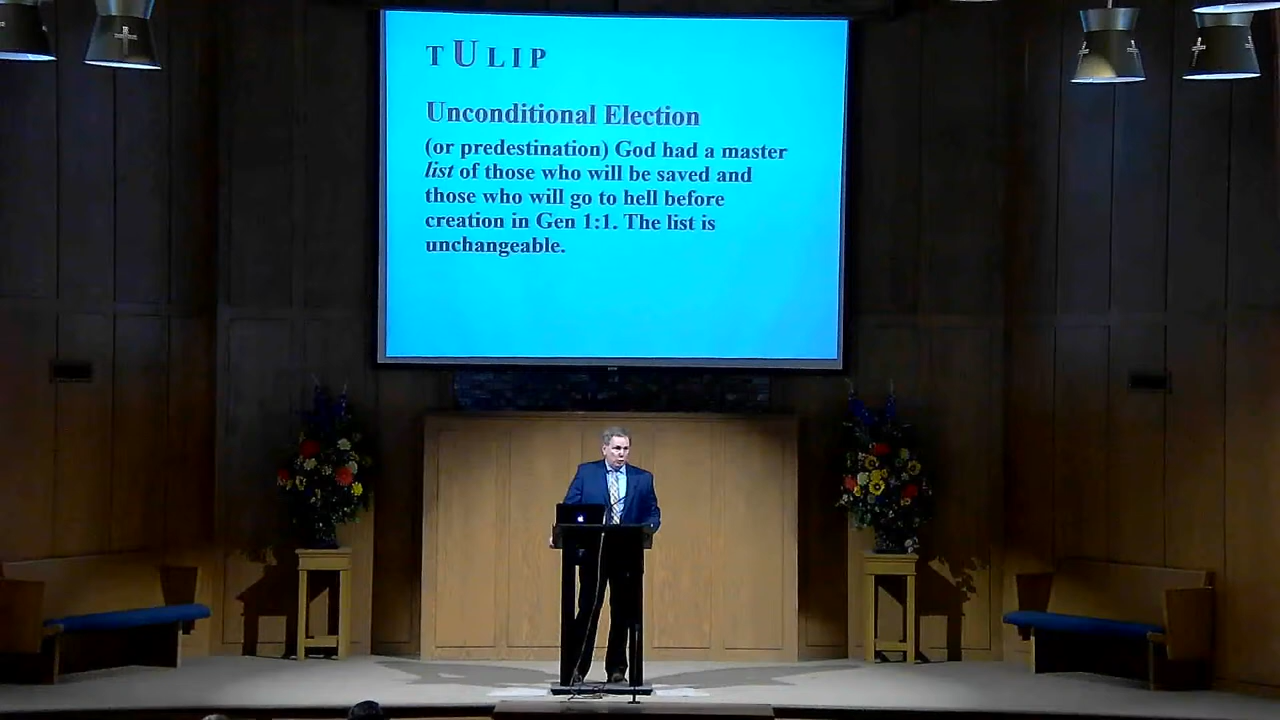 TULIP
Unconditional Election
(or predestination) God had a master
list of those who will be saved and
those who will go to hell before
creation in Gen 1:1. The list is
unchangeable.